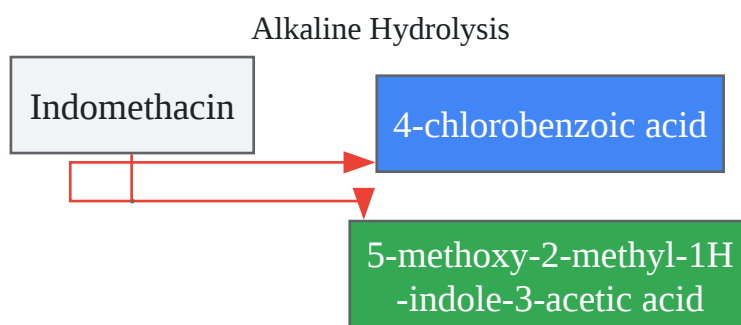 Alkaline Hydrolysis
Indomethacin
4-chlorobenzoic acid
5-methoxy-2-methyl-1H
-indole-3-acetic acid